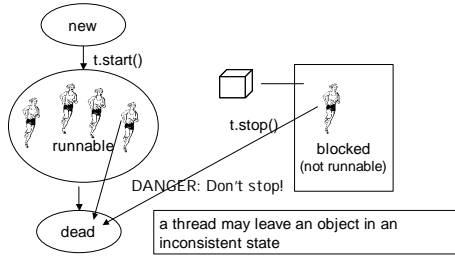 new
t.start()
runnable
t.stop()
blocked
(not runnable)
DANGER: Don't stop!
dead
a thread may leave an object in an
inconsistent state